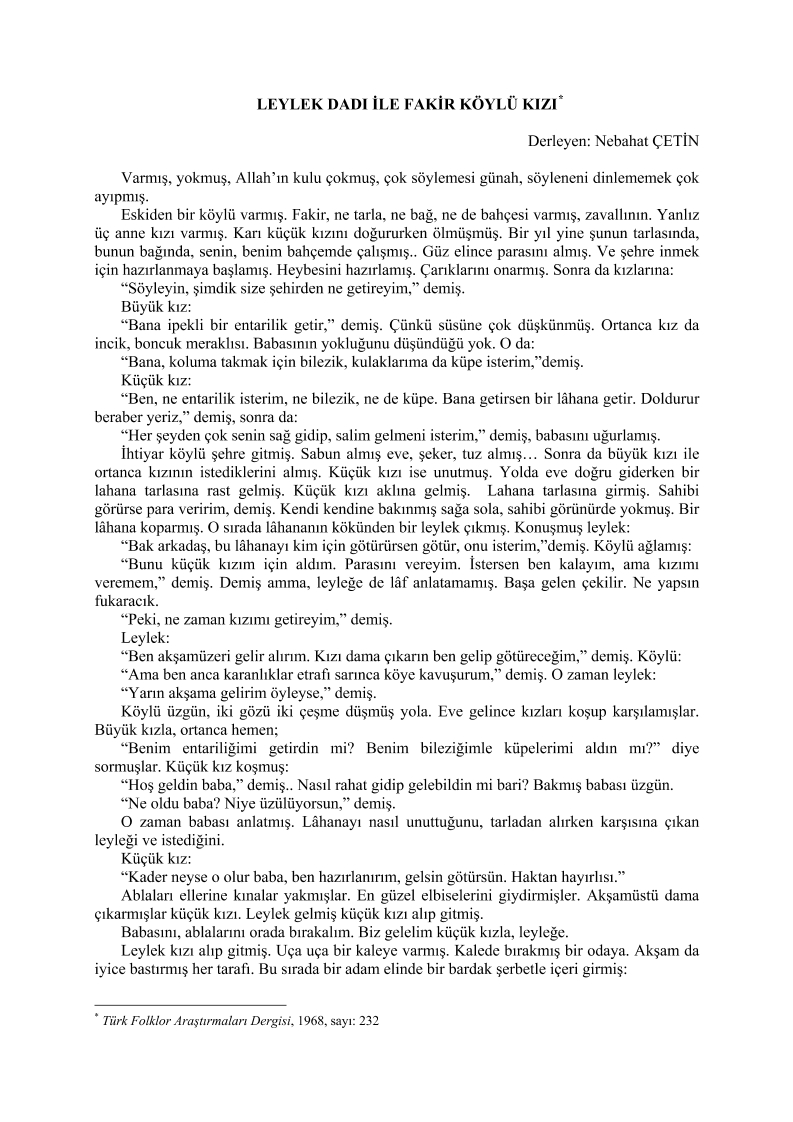 LEYLEK DADI İLE FAKİR KÖYLÜ KIZI*
Derleyen: Nebahat ÇETİN
Varmış, yokmuş, Allah’ın kulu çokmuş, çok söylemesi günah, söyleneni dinlememek çok
ayıpmış.
Eskiden bir köylü varmış. Fakir, ne tarla, ne bağ, ne de bahçesi varmış, zavallının. Yanlız
üç anne kızı varmış. Karı küçük kızını doğururken ölmüşmüş. Bir yıl yine şunun tarlasında,
bunun bağında, senin, benim bahçemde çalışmış.. Güz elince parasını almış. Ve şehre inmek
için hazırlanmaya başlamış. Heybesini hazırlamış. Çarıklarını onarmış. Sonra da kızlarına:
“Söyleyin, şimdik size şehirden ne getireyim,” demiş.
Büyük kız:
“Bana ipekli bir entarilik getir,” demiş. Çünkü süsüne çok düşkünmüş. Ortanca kız da
incik, boncuk meraklısı. Babasının yokluğunu düşündüğü yok. O da:
“Bana, koluma takmak için bilezik, kulaklarıma da küpe isterim,”demiş.
Küçük kız:
“Ben, ne entarilik isterim, ne bilezik, ne de küpe. Bana getirsen bir lâhana getir. Doldurur
beraber yeriz,” demiş, sonra da:
“Her şeyden çok senin sağ gidip, salim gelmeni isterim,” demiş, babasını uğurlamış.
İhtiyar köylü şehre gitmiş. Sabun almış eve, şeker, tuz almış… Sonra da büyük kızı ile
ortanca kızının istediklerini almış. Küçük kızı ise unutmuş. Yolda eve doğru giderken bir
lahana tarlasına rast gelmiş. Küçük kızı aklına gelmiş. Lahana tarlasına girmiş. Sahibi
görürse para veririm, demiş. Kendi kendine bakınmış sağa sola, sahibi görünürde yokmuş. Bir
lâhana koparmış. O sırada lâhananın kökünden bir leylek çıkmış. Konuşmuş leylek:
“Bak arkadaş, bu lâhanayı kim için götürürsen götür, onu isterim,”demiş. Köylü ağlamış:
“Bunu küçük kızım için aldım. Parasını vereyim. İstersen ben kalayım, ama kızımı
veremem,” demiş. Demiş amma, leyleğe de lâf anlatamamış. Başa gelen çekilir. Ne yapsın
fukaracık.
“Peki, ne zaman kızımı getireyim,” demiş.
Leylek:
“Ben akşamüzeri gelir alırım. Kızı dama çıkarın ben gelip götüreceğim,” demiş. Köylü:
“Ama ben anca karanlıklar etrafı sarınca köye kavuşurum,” demiş. O zaman leylek:
“Yarın akşama gelirim öyleyse,” demiş.
Köylü üzgün, iki gözü iki çeşme düşmüş yola. Eve gelince kızları koşup karşılamışlar.
Büyük kızla, ortanca hemen;
“Benim entariliğimi getirdin mi? Benim bileziğimle küpelerimi aldın mı?” diye
sormuşlar. Küçük kız koşmuş:
“Hoş geldin baba,” demiş.. Nasıl rahat gidip gelebildin mi bari? Bakmış babası üzgün.
“Ne oldu baba? Niye üzülüyorsun,” demiş.
O zaman babası anlatmış. Lâhanayı nasıl unuttuğunu, tarladan alırken karşısına çıkan
leyleği ve istediğini.
Küçük kız:
“Kader neyse o olur baba, ben hazırlanırım, gelsin götürsün. Haktan hayırlısı.”
Ablaları ellerine kınalar yakmışlar. En güzel elbiselerini giydirmişler. Akşamüstü dama
çıkarmışlar küçük kızı. Leylek gelmiş küçük kızı alıp gitmiş.
Babasını, ablalarını orada bırakalım. Biz gelelim küçük kızla, leyleğe.
Leylek kızı alıp gitmiş. Uça uça bir kaleye varmış. Kalede bırakmış bir odaya. Akşam da
iyice bastırmış her tarafı. Bu sırada bir adam elinde bir bardak şerbetle içeri girmiş:
* Türk Folklor Araştırmaları Dergisi, 1968, sayı: 232